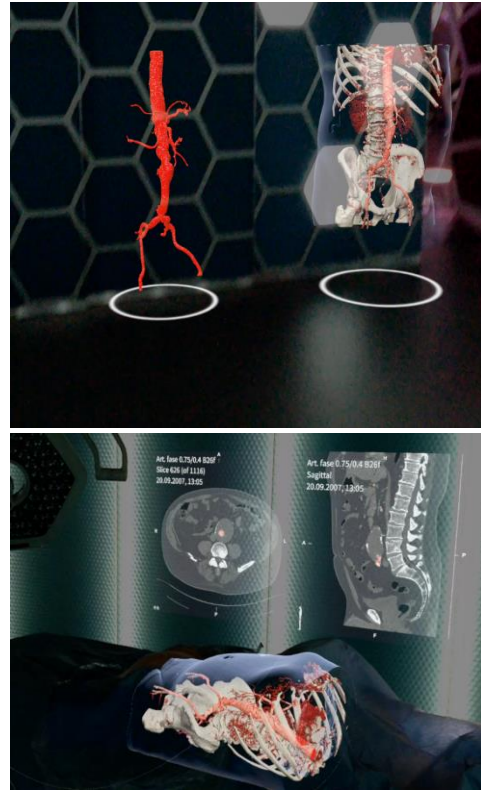 Art. fase 0.75/0.4 B26f
Slice 626 (of 1116)
20.09.2007, 13:05
A
R
L
P
Art. fase 0.75/0.4 B26f
Sagittal
20.09.2007, 13:05
H
A
P
F